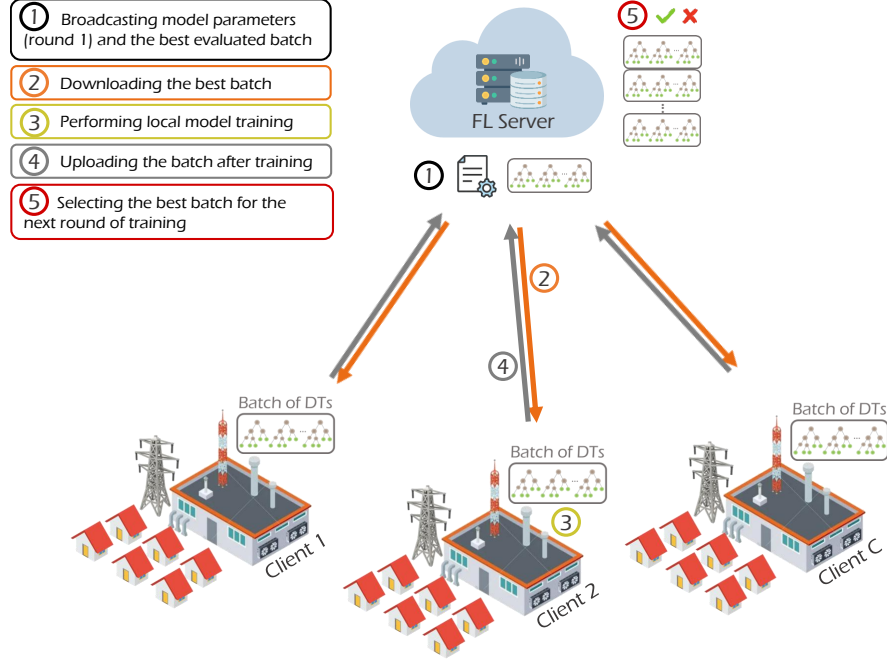 1 Broadcasting model parameters
(round 1) and the best evaluated batch
2 Downloading the best batch
3 Performing local model training
4 Uploading the batch after training
5 Selecting the best batch for the
next round of training
5
...
...
...
FL Server
1
...
2
4
Batch of DTs
...
Client 1
Batch of DTs
...
3
Client 2
Batch of DTs
...
Client C